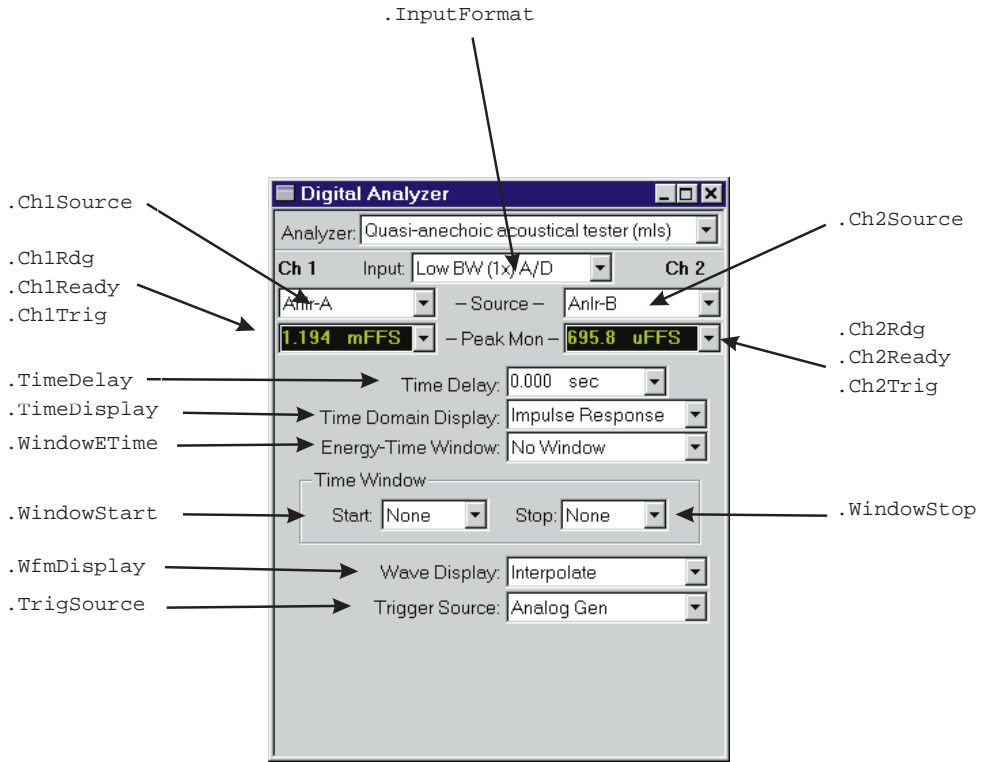 .InputFormat
Digital Analyzer
.Ch1Source
.Ch2Source
Analyzer: Quasi-anechoic acoustical tester (mls)
.Ch1Rdg
.Ch1Ready
.Ch1Trig
Ch 1 Input: Low BW (1x) A/D Ch 2
Anlr-A – Source – Anlr-B
1.194 mFFS – Peak Mon – 695.8 uFFS
.Ch2Rdg
.Ch2Ready
.Ch2Trig
.TimeDelay
Time Delay: 0.000 sec
.TimeDisplay
Time Domain Display: Impulse Response
.WindowETime
Energy-Time Window: No Window
Time Window
.WindowStart
Start: None Stop: None
.WindowStop
.WfmDisplay
Wave Display: Interpolate
.TrigSource
Trigger Source: Analog Gen